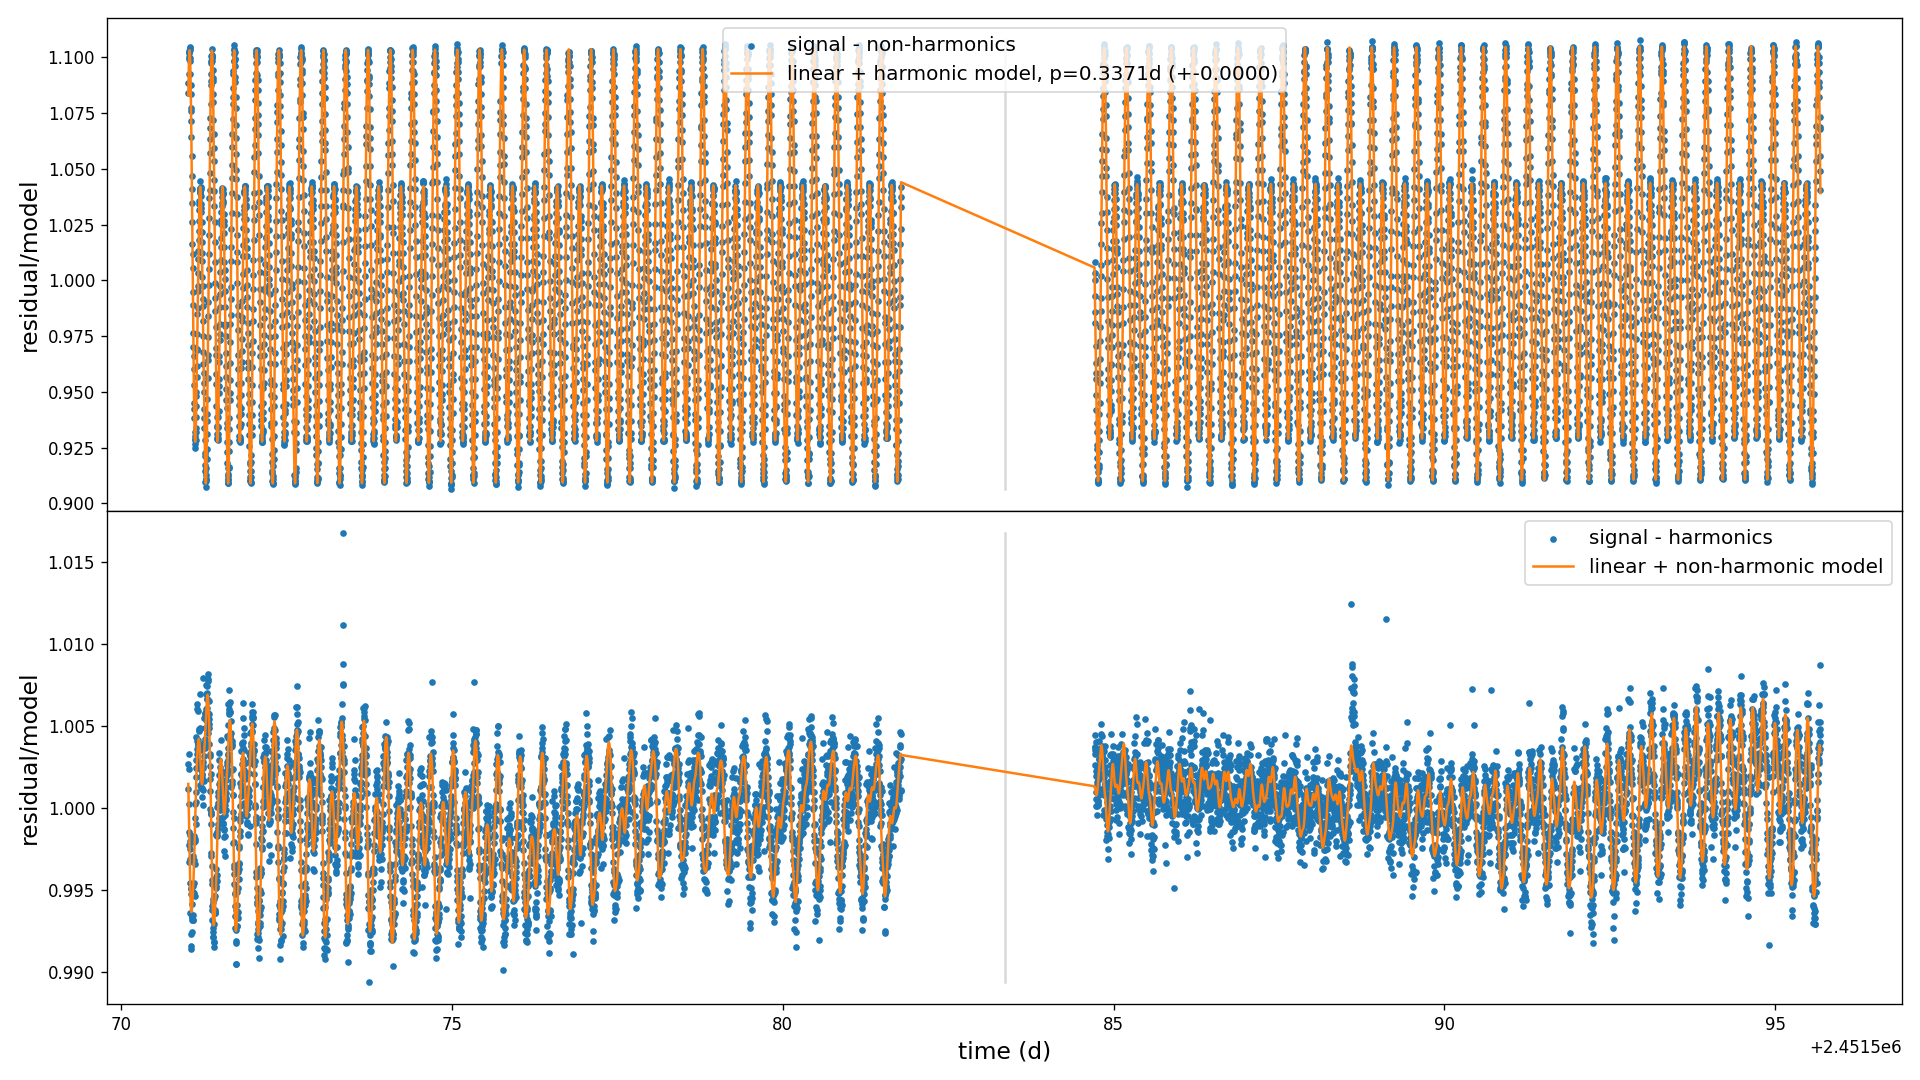 signal - non-harmonics
linear + harmonic model, p=0.3371d (+-0.0000)
1.100
1.075
1.050
1.025
1.000
0.975
0.950
0.925
0.900
residual/model
signal - harmonics
linear + non-harmonic model
1.015
1.010
1.005
1.000
0.995
0.990
residual/model
70 75 80 85 90 95
+2.4515e6
time (d)